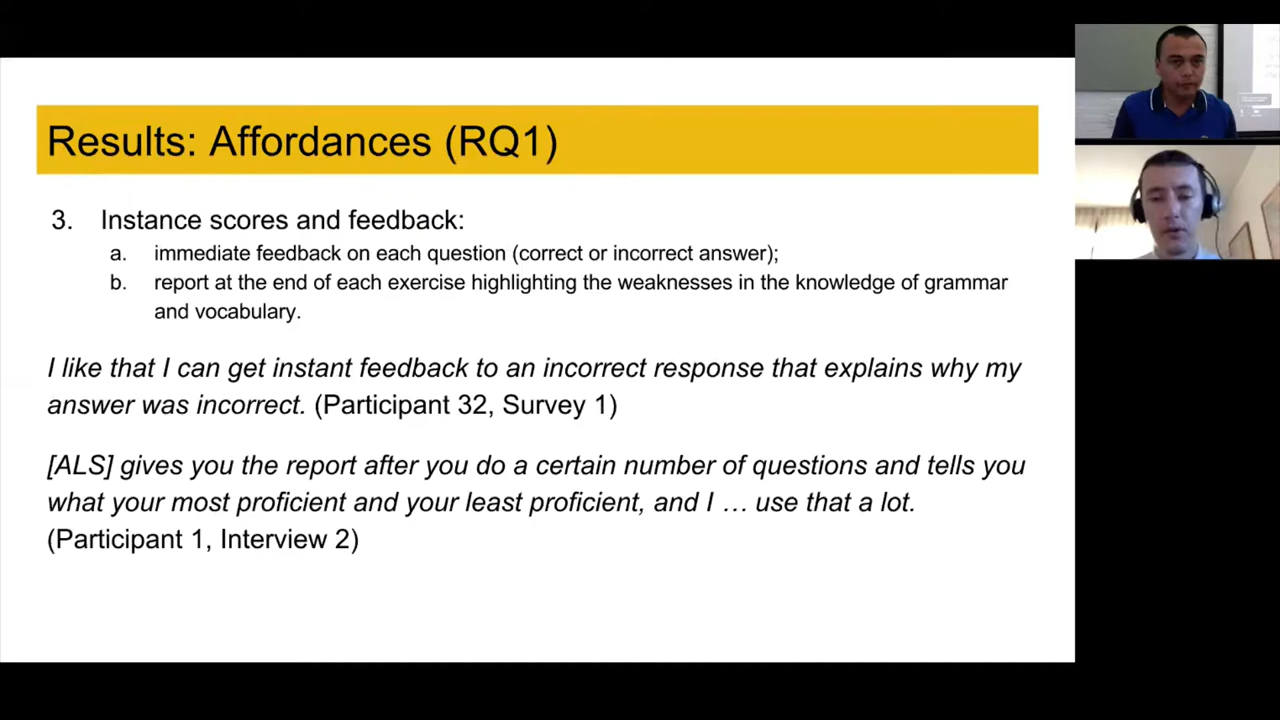 Results: Affordances (RQ1)
3. Instance scores and feedback:
a. immediate feedback on each question (correct or incorrect answer);
b. report at the end of each exercise highlighting the weaknesses in the knowledge of grammar
and vocabulary.
I like that I can get instant feedback to an incorrect response that explains why my
answer was incorrect. (Participant 32, Survey 1)
[ALS] gives you the report after you do a certain number of questions and tells you
what your most proficient and your least proficient, and I … use that a lot.
(Participant 1, Interview 2)